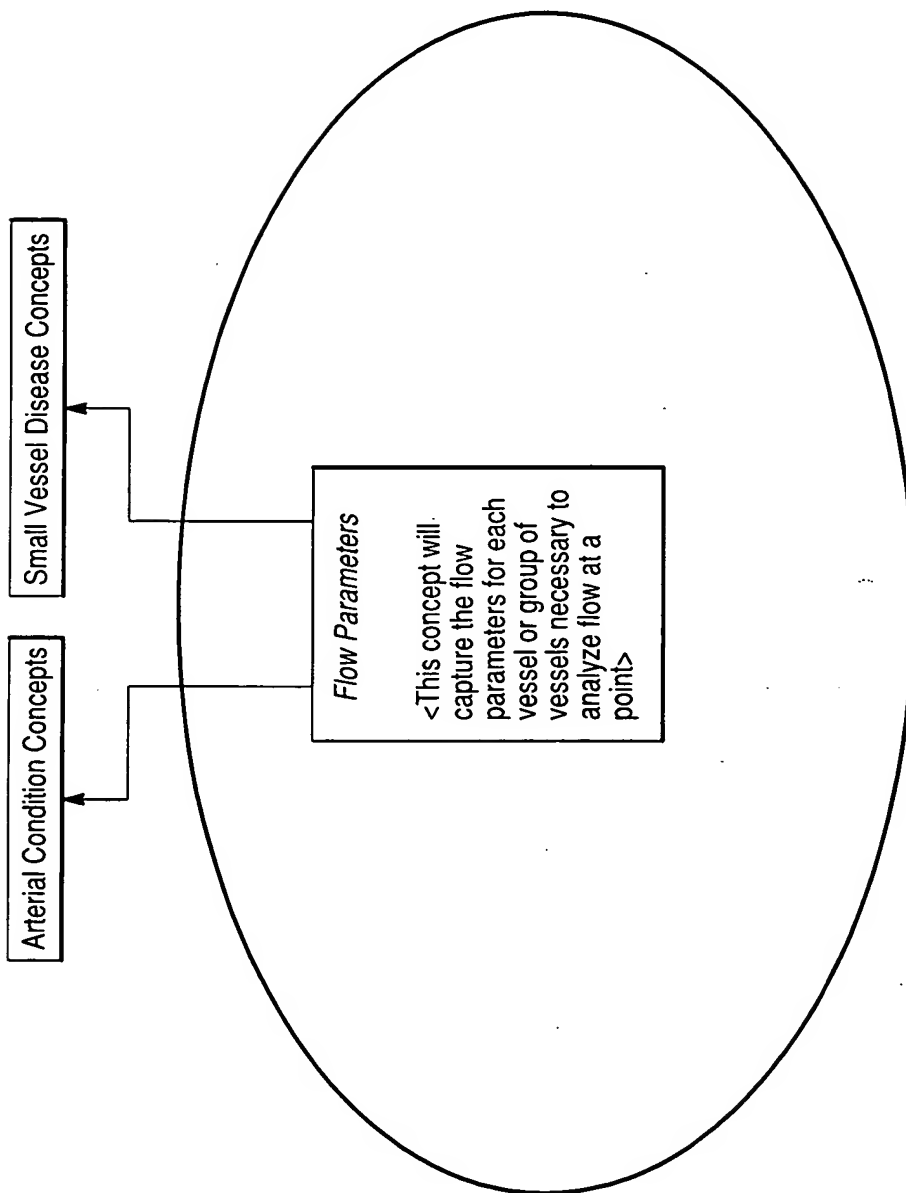 Arterial Condition Concepts
Small Vessel Disease Concepts
Flow Parameters
<This concept will
capture the flow
parameters for each
vessel or group of
vessels necessary to
analyze flow at a
point>